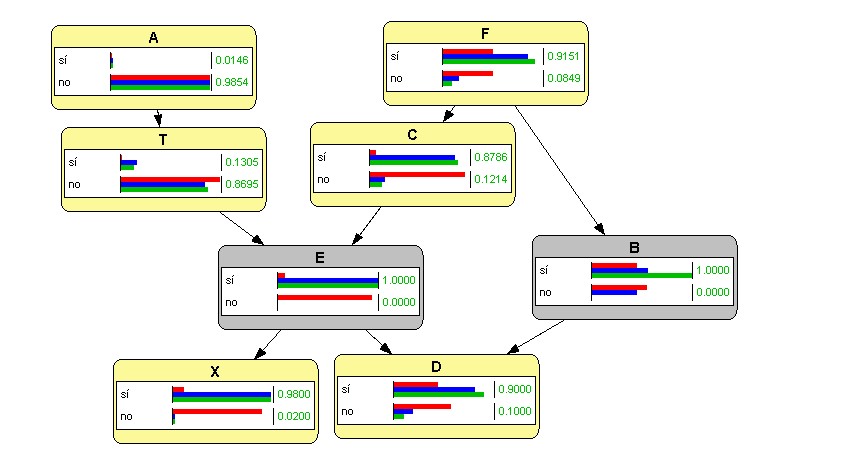 A
sí 0.0146
no 0.9854
F
sí 0.9151
no 0.0849
T
sí 0.1305
no 0.8695
C
sí 0.8786
no 0.1214
E
sí 1.0000
no 0.0000
B
sí 1.0000
no 0.0000
X
sí 0.9800
no 0.0200
D
sí 0.9000
no 0.1000